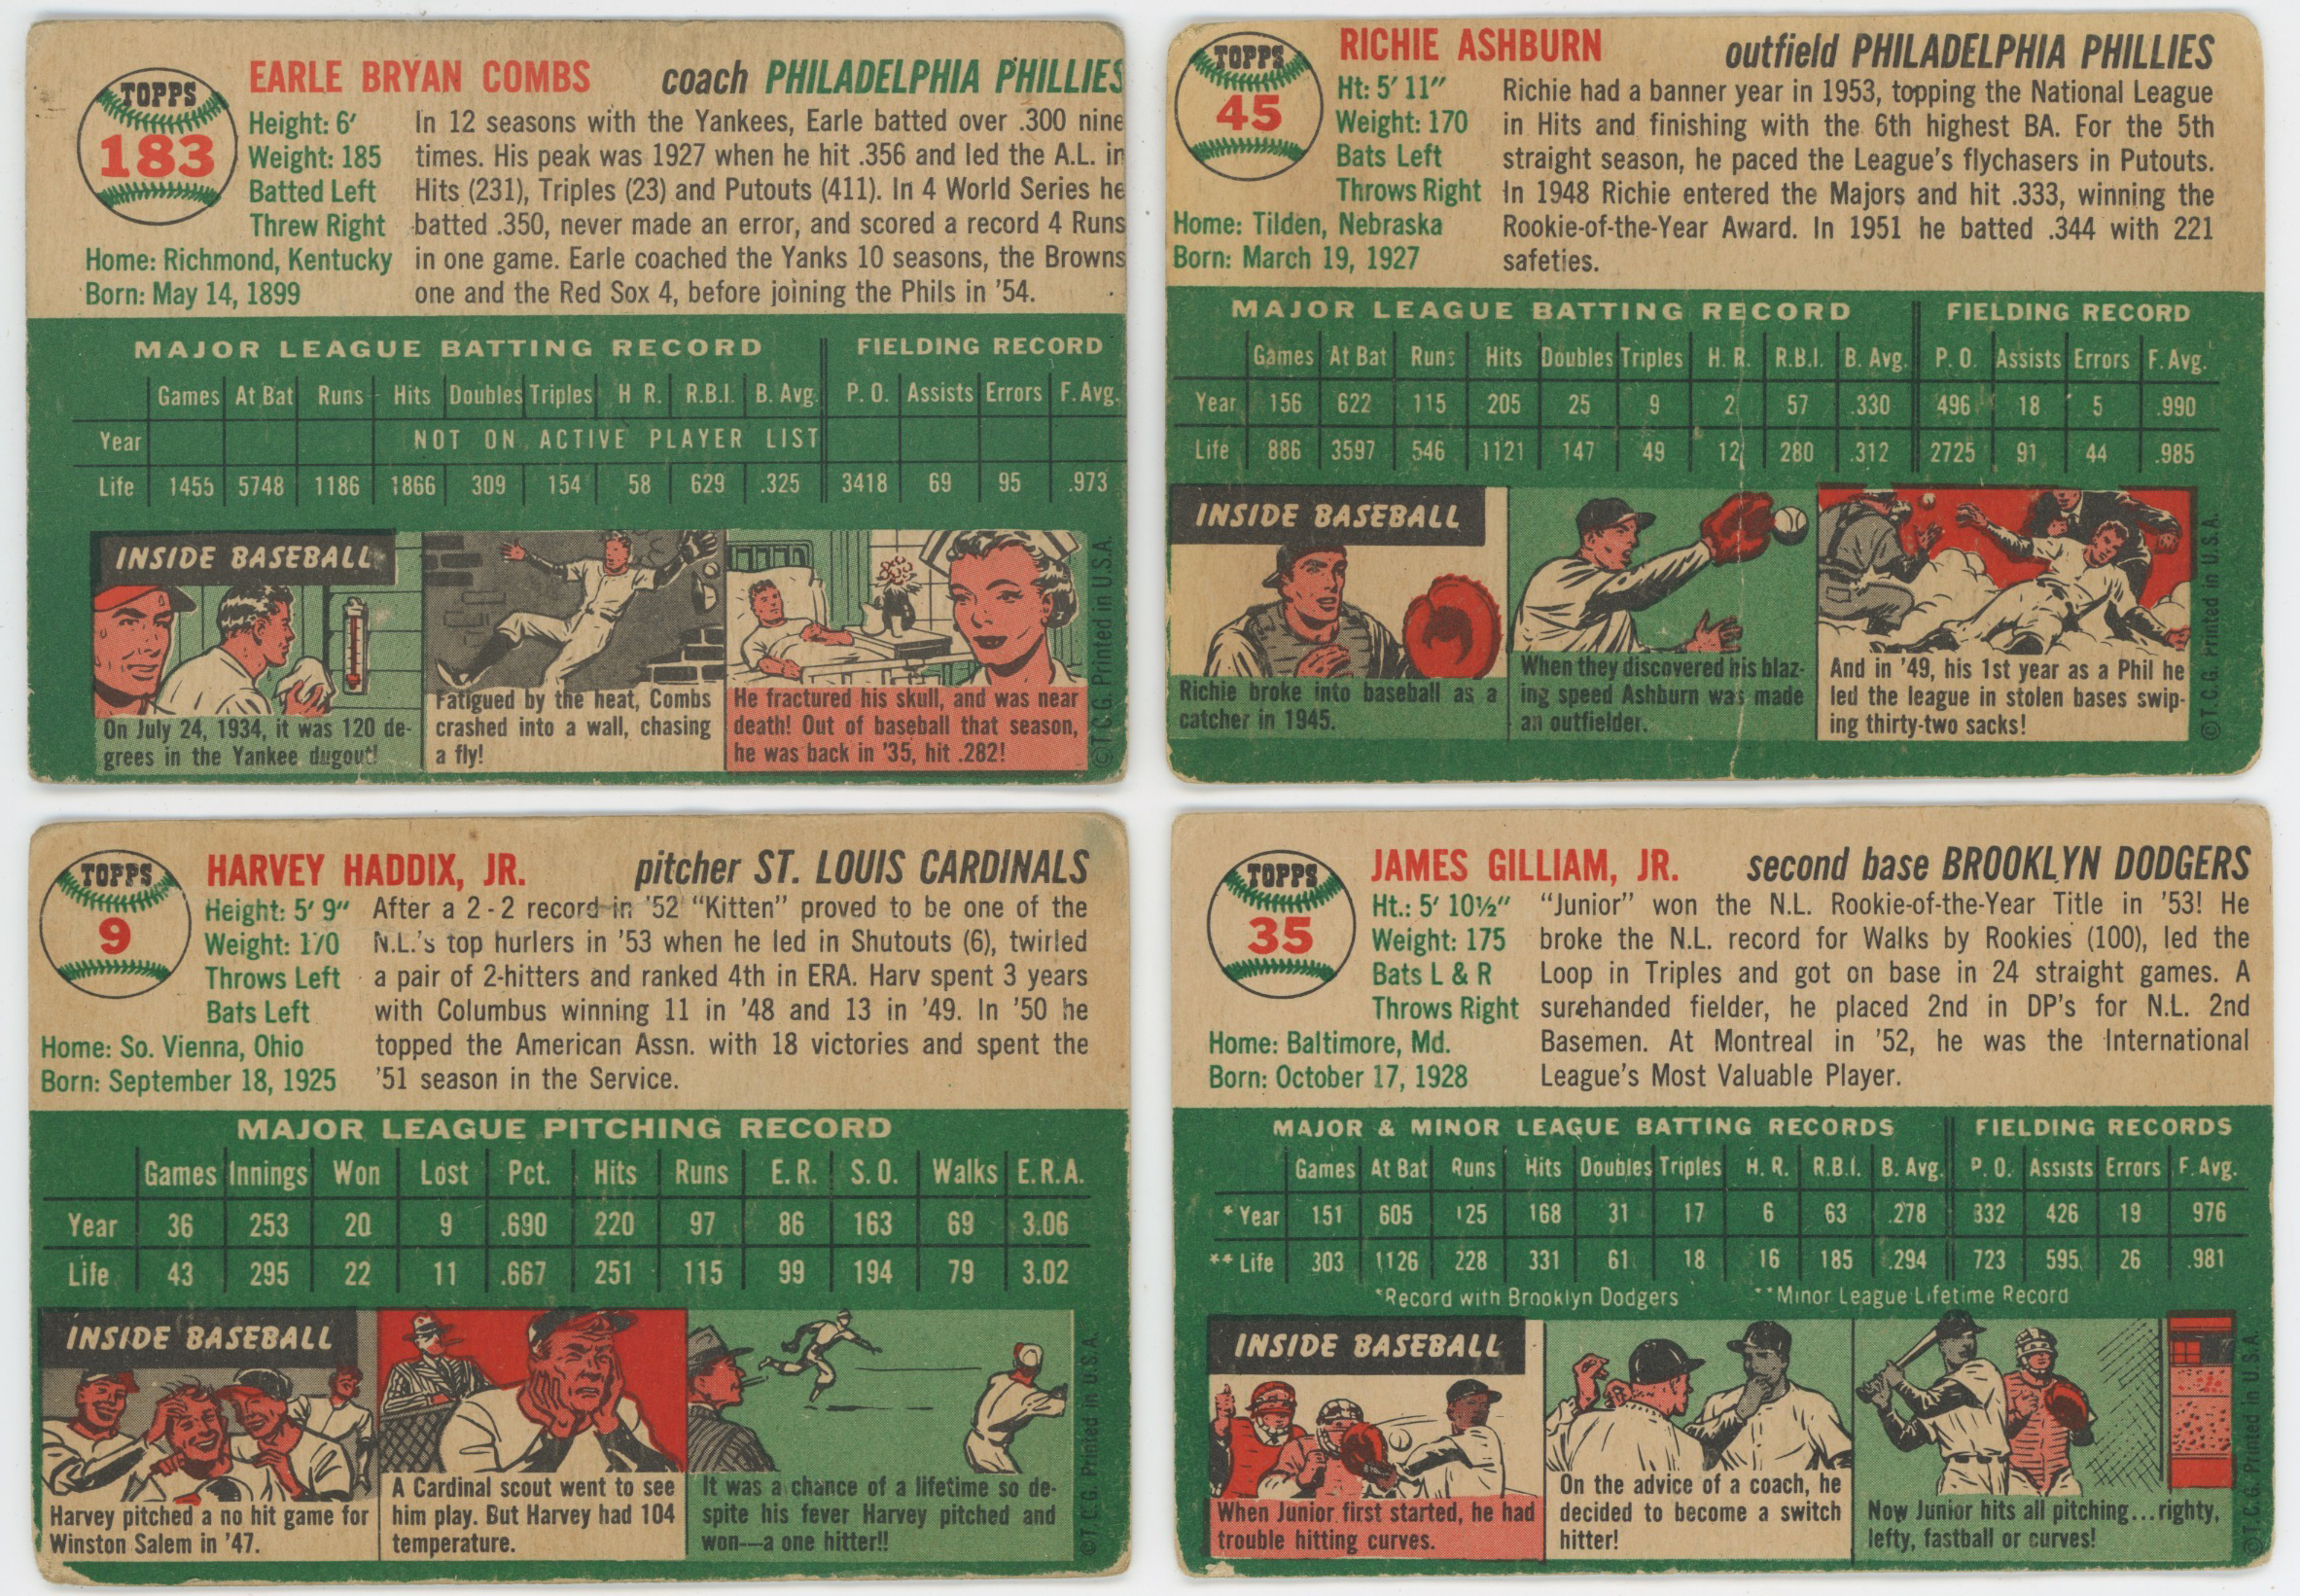 TOPPS
183
EARLE BRYAN COMBS coach PHILADELPHIA PHILLIES
Height: 6′
Weight: 185
Batted Left
Threw Right
Home: Richmond, Kentucky
Born: May 14, 1899
In 12 seasons with the Yankees, Earle batted over .300 nine
times. His peak was 1927 when he hit .356 and led the A.L. in
Hits (231), Triples (23) and Putouts (411). In 4 World Series he
batted .350, never made an error, and scored a record 4 Runs
in one game. Earle coached the Yanks 10 seasons, the Browns
one and the Red Sox 4, before joining the Phils in '54.
MAJOR LEAGUE BATTING RECORD FIELDING RECORD
Games At Bat Runs Hits Doubles Triples H R. R.B.I. B. Avg. P. O. Assists Errors F. Avg.
Year NOT ON ACTIVE PLAYER LIST
Life 1455 5748 1186 1866 309 154 58 629 .325 3418 69 95 .973
INSIDE BASEBALL
On July 24, 1934, it was 120 de-
grees in the Yankee dugout!
Fatigued by the heat, Combs
crashed into a wall, chasing
a fly!
He fractured his skull, and was near
death! Out of baseball that season,
he was back in '35, hit .282!
© T.C.G. Printed in U.S.A.
TOPPS
45
RICHIE ASHBURN outfield PHILADELPHIA PHILLIES
Ht: 5′ 11″
Weight: 170
Bats Left
Throws Right
Home: Tilden, Nebraska
Born: March 19, 1927
Richie had a banner year in 1953, topping the National League
in Hits and finishing with the 6th highest BA. For the 5th
straight season, he paced the League's flychasers in Putouts.
In 1948 Richie entered the Majors and hit .333, winning the
Rookie-of-the-Year Award. In 1951 he batted .344 with 221
safeties.
MAJOR LEAGUE BATTING RECORD FIELDING RECORD
Games At Bat Runs Hits Doubles Triples H. R. R.B.I. B. Avg. P. O. Assists Errors F. Avg.
Year 156 622 115 205 25 9 2 57 .330 496 18 5 .990
Life 886 3597 546 1121 147 49 12 280 .312 2725 91 44 .985
INSIDE BASEBALL
Richie broke into baseball as a
catcher in 1945.
When they discovered his blaz-
ing speed Ashburn was made
an outfielder.
And in '49, his 1st year as a Phil he
led the league in stolen bases swip-
ing thirty-two sacks!
© T.C.G. Printed in U.S.A.
TOPPS
9
HARVEY HADDIX, JR. pitcher ST. LOUIS CARDINALS
Height: 5′ 9″
Weight: 170
Throws Left
Bats Left
Home: So. Vienna, Ohio
Born: September 18, 1925
After a 2-2 record in '52 "Kitten" proved to be one of the
N.L.'s top hurlers in '53 when he led in Shutouts (6), twirled
a pair of 2-hitters and ranked 4th in ERA. Harv spent 3 years
with Columbus winning 11 in '48 and 13 in '49. In '50 he
topped the American Assn. with 18 victories and spent the
'51 season in the Service.
MAJOR LEAGUE PITCHING RECORD
Games Innings Won Lost Pct. Hits Runs E. R. S. O. Walks E.R.A.
Year 36 253 20 9 .690 220 97 86 163 69 3.06
Life 43 295 22 11 .667 251 115 99 194 79 3.02
INSIDE BASEBALL
Harvey pitched a no hit game for
Winston Salem in '47.
A Cardinal scout went to see
him play. But Harvey had 104
temperature.
It was a chance of a lifetime so de-
spite his fever Harvey pitched and
won—a one hitter!!
© T.C.G. Printed in U.S.A.
TOPPS
35
JAMES GILLIAM, JR. second base BROOKLYN DODGERS
Ht.: 5′ 10½″
Weight: 175
Bats L & R
Throws Right
Home: Baltimore, Md.
Born: October 17, 1928
"Junior" won the N.L. Rookie-of-the-Year Title in '53! He
broke the N.L. record for Walks by Rookies (100), led the
Loop in Triples and got on base in 24 straight games. A
surehanded fielder, he placed 2nd in DP's for N.L. 2nd
Basemen. At Montreal in '52, he was the International
League's Most Valuable Player.
MAJOR & MINOR LEAGUE BATTING RECORDS FIELDING RECORDS
Games At Bat Runs Hits Doubles Triples H. R. R.B.I. B. Avg. P. O. Assists Errors F. Avg.
*Year 151 605 125 168 31 17 6 63 .278 332 426 19 976
**Life 303 1126 228 331 61 18 16 185 .294 723 595 26 .981
*Record with Brooklyn Dodgers **Minor League Lifetime Record
INSIDE BASEBALL
When Junior first started, he had
trouble hitting curves.
On the advice of a coach, he
decided to become a switch
hitter!
Now Junior hits all pitching...righty,
lefty, fastball or curves!
© T.C.G. Printed in U.S.A.